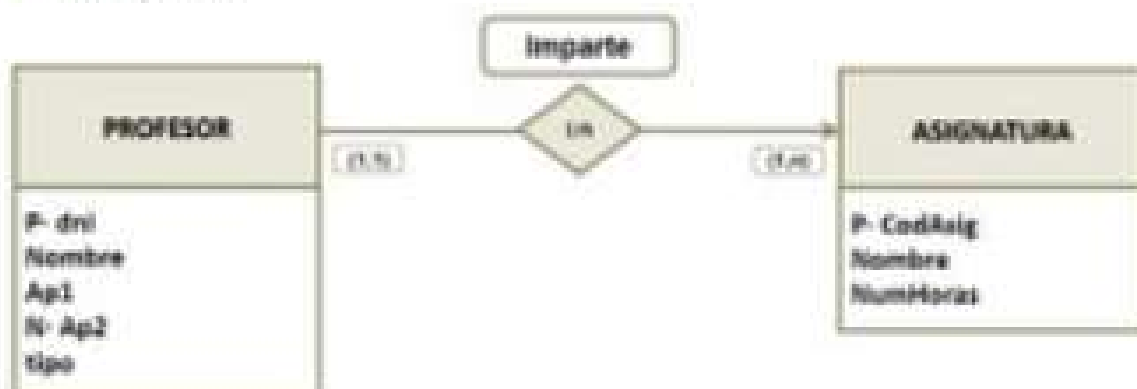 Imparte
PROFESOR
1:N
ASIGNATURA
(1,1)
(1,n)
P- dni
Nombre
Ap1
N- Ap2
tipo
P- CodAsig
Nombre
NumHoras